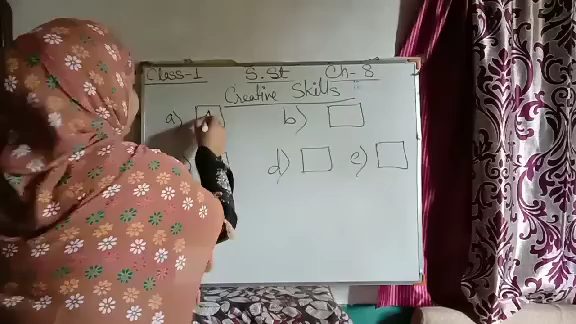 Class-1 S.St Ch-8
Creative Skills
a) b)
d) e)